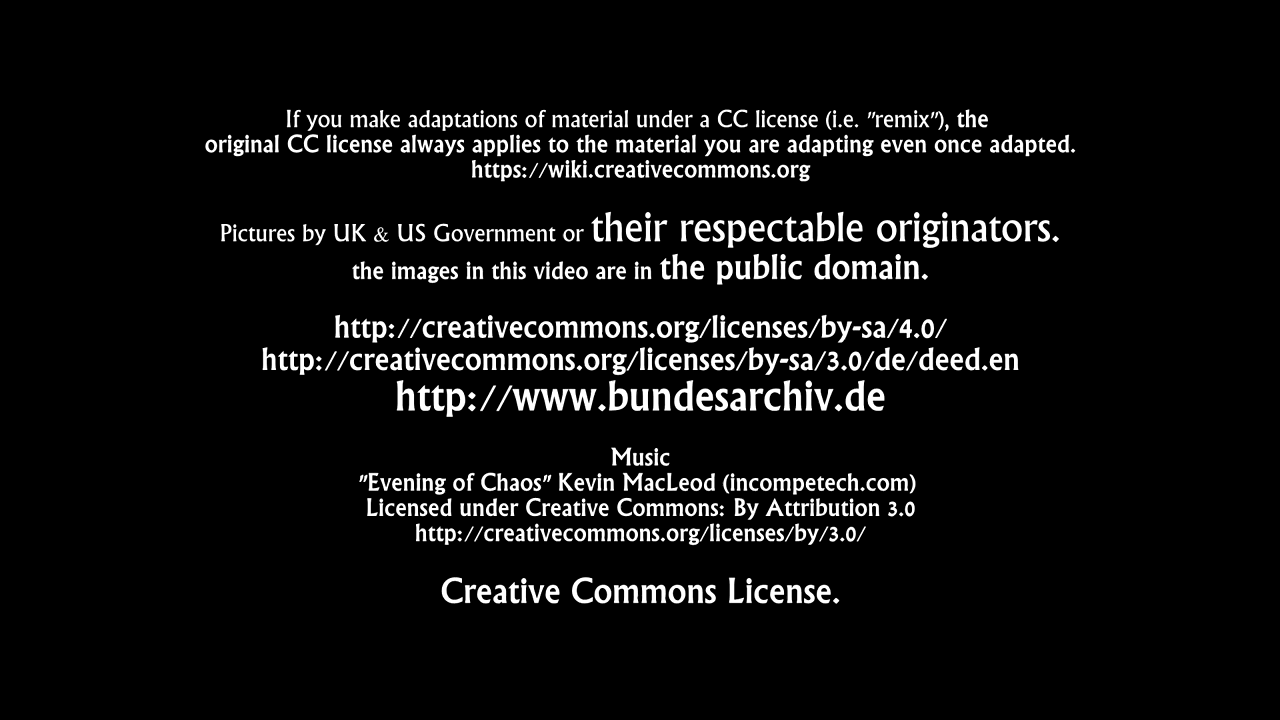 If you make adaptations of material under a CC license (i.e. "remix"), the
original CC license always applies to the material you are adapting even once adapted.
https://wiki.creativecommons.org
Pictures by UK & US Government or their respectable originators.
the images in this video are in the public domain.
http://creativecommons.org/licenses/by-sa/4.0/
http://creativecommons.org/licenses/by-sa/3.0/de/deed.en
http://www.bundesarchiv.de
Music
"Evening of Chaos" Kevin MacLeod (incompetech.com)
Licensed under Creative Commons: By Attribution 3.0
http://creativecommons.org/licenses/by/3.0/
Creative Commons License.